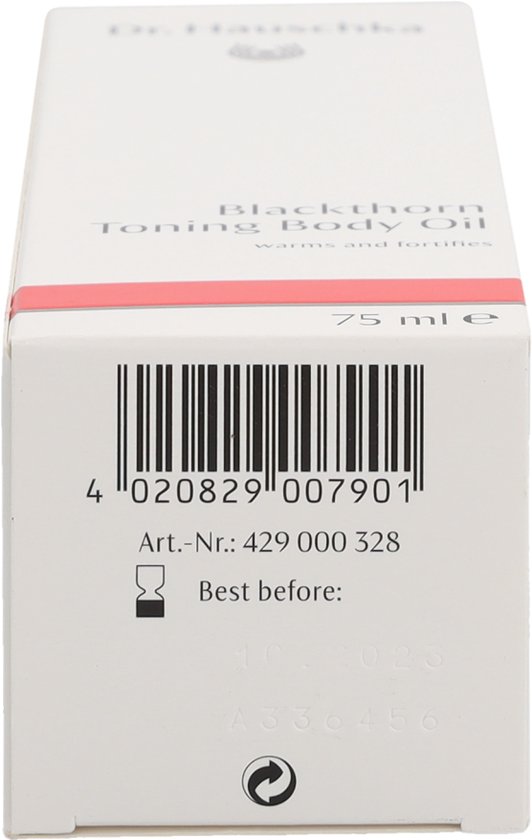 Dr. Hauschka
Blackthorn
Toning Body Oil
warms and fortifies
75 ml e
4 020829 007901
Art.-Nr.: 429 000 328
Best before:
10.2023
A336456